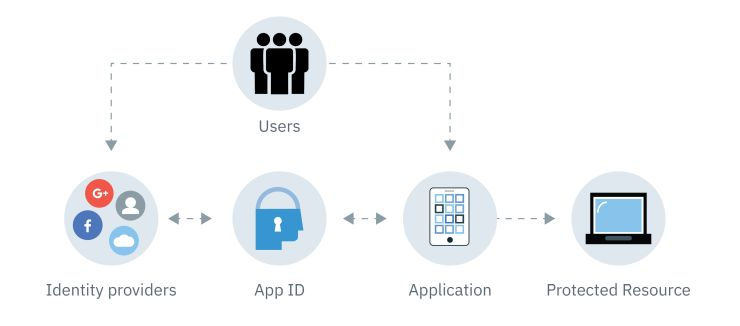 Users
G+
f
Identity providers
App ID
Application
Protected Resource